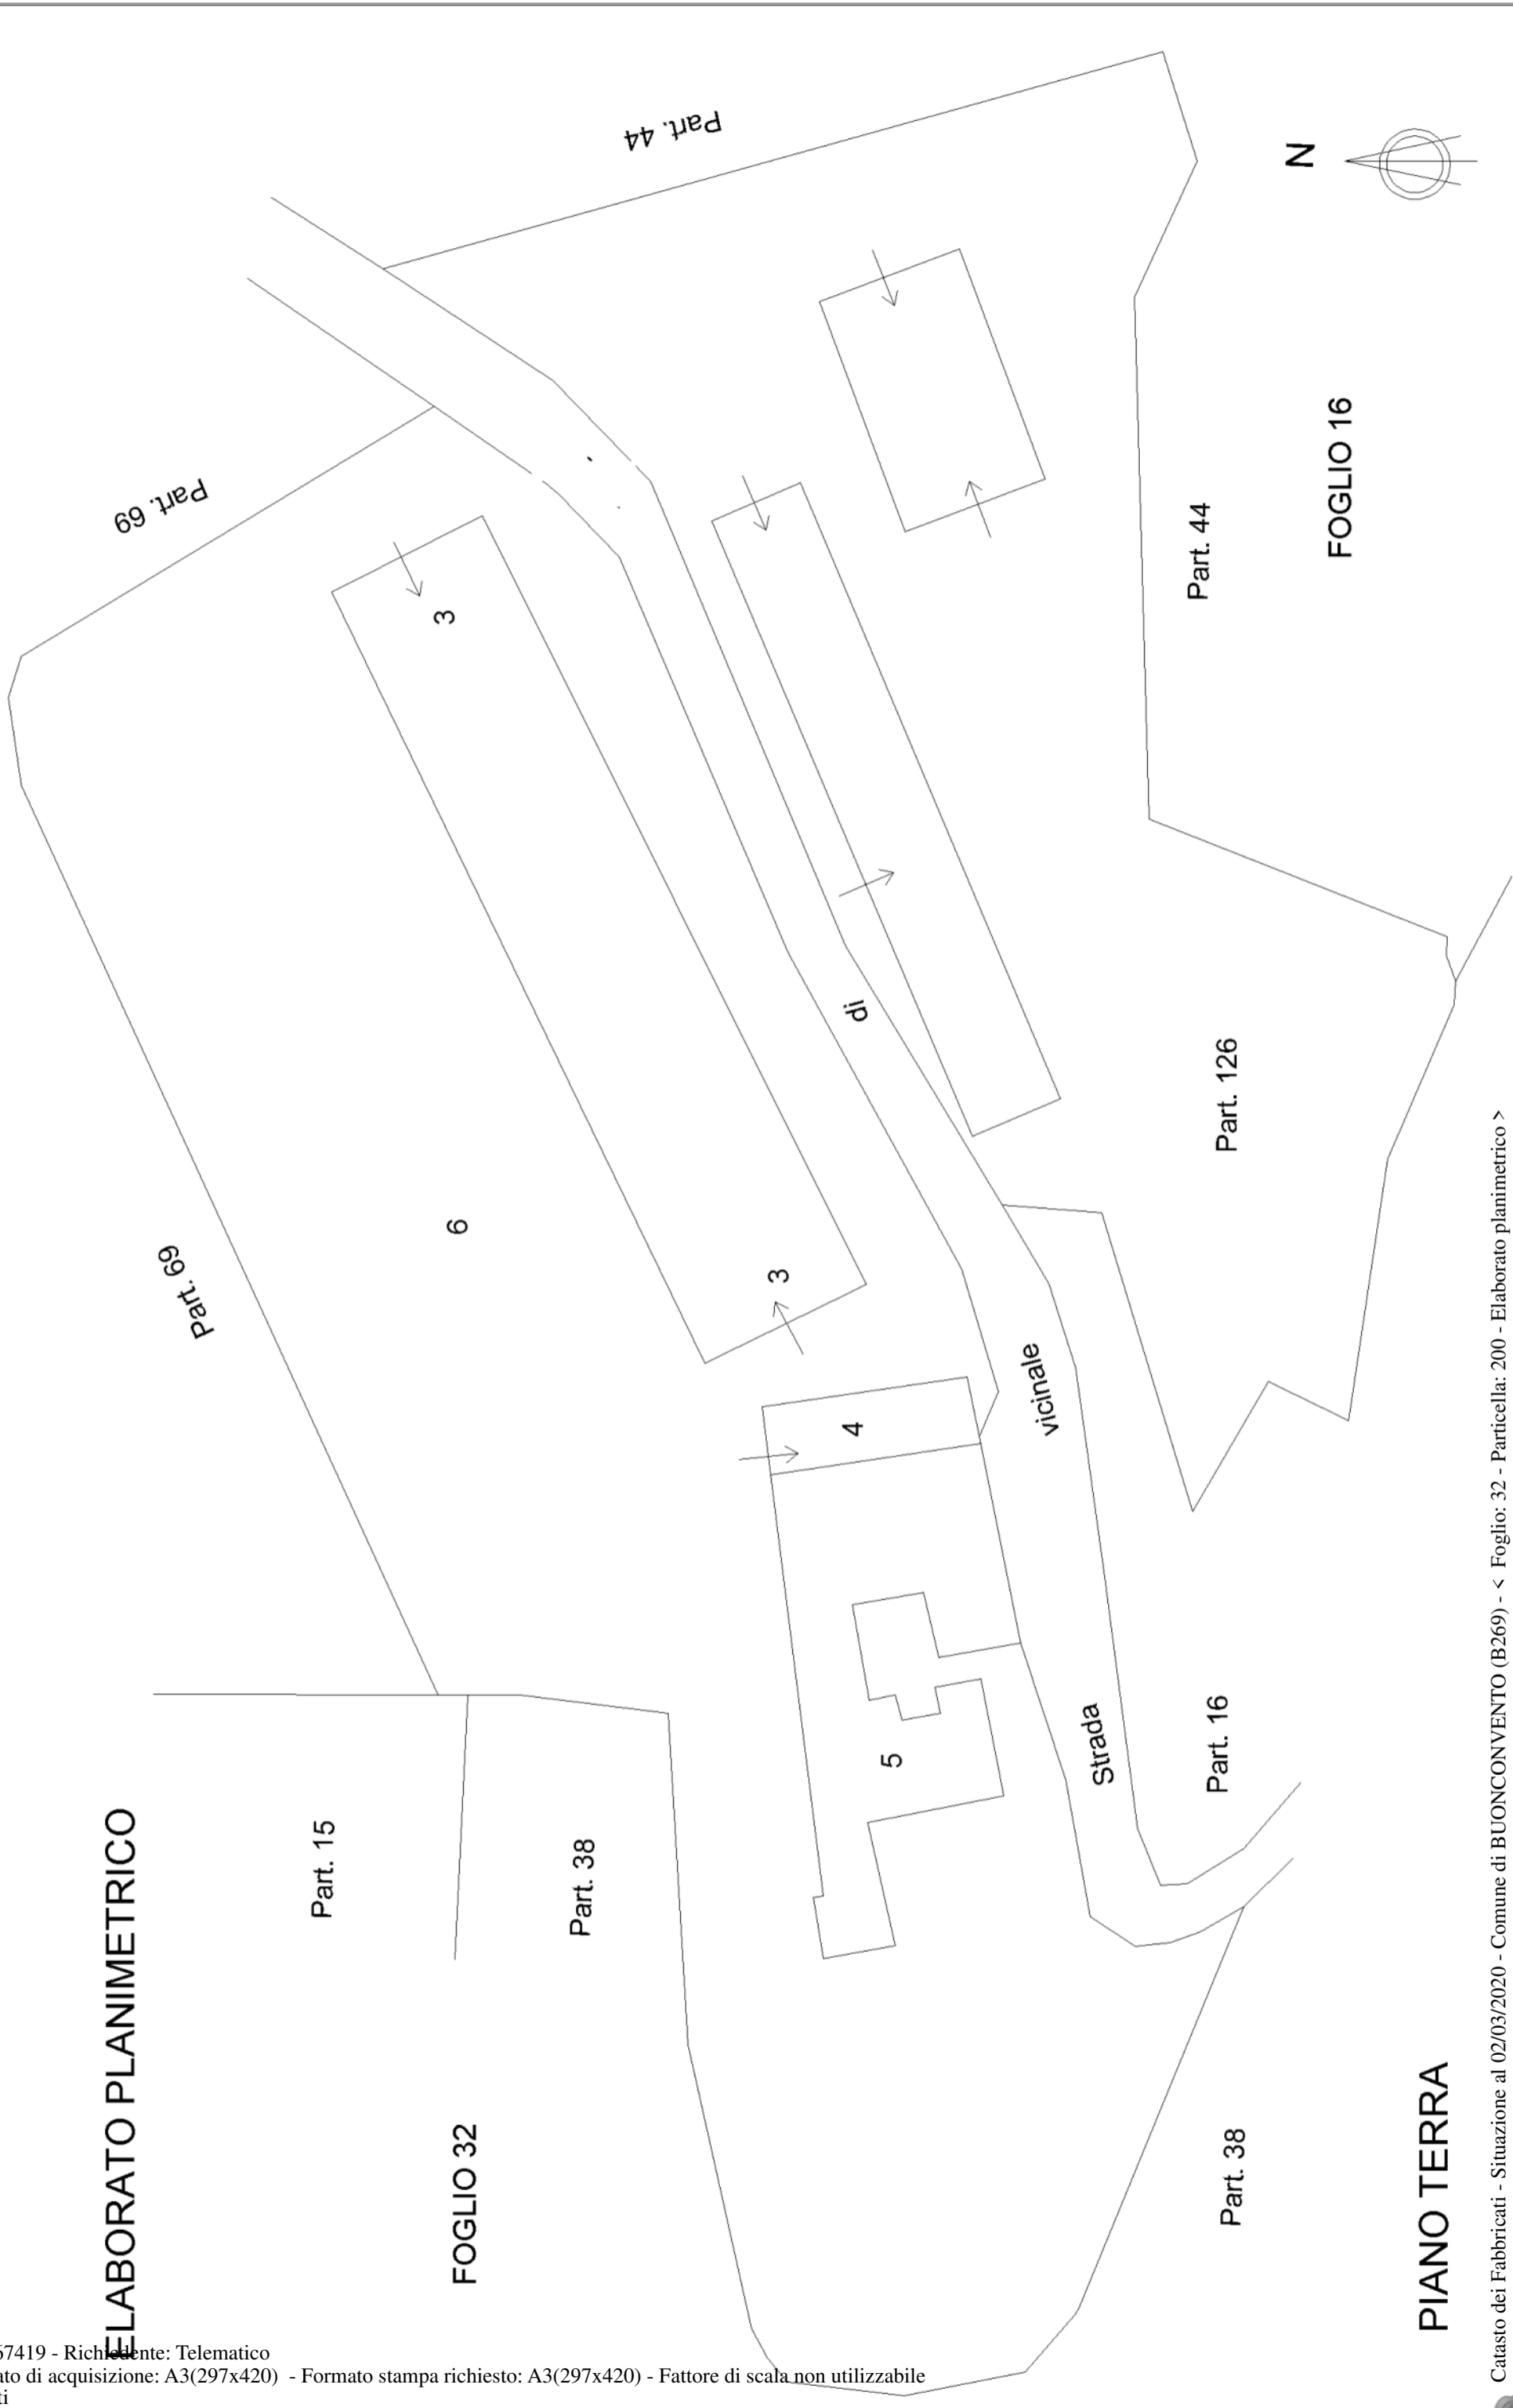 ELABORATO PLANIMETRICO
Part. 15
Part. 69
Part. 69
FOGLIO 32
Part. 38
6
3
3
Part. 44
4
5
Strada
vicinale
di
Part. 38
Part. 16
Part. 126
Part. 44
N
FOGLIO 16
PIANO TERRA
Catasto dei Fabbricati - Situazione al 02/03/2020 - Comune di BUONCONVENTO (B269) - < Foglio: 32 - Particella: 200 - Elaborato planimetrico >
67419 - Richiedente: Telematico
ato di acquisizione: A3(297x420) - Formato stampa richiesto: A3(297x420) - Fattore di scala non utilizzabile
ti